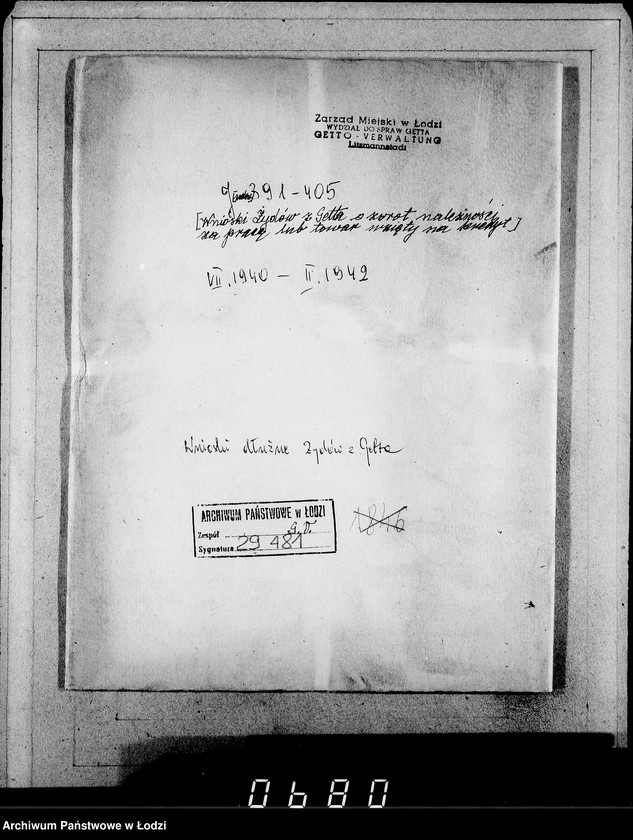 Zarząd Miejski w Łodzi
WYDZIAŁ DO SPRAW GETTA
GETTO-VERWALTUNG
Litzmannstadt
391-405
[Wnioski Żydów z Getta o zwrot należności
za pracę lub towar wzięty na kredyt]
VII.1940 — II.1942
Wnioski dłużne Żydów z Getta
ARCHIWUM PAŃSTWOWE w ŁODZI
Zespół
Sygnatura 29 481
1846
0680
Archiwum Państwowe w Łodzi